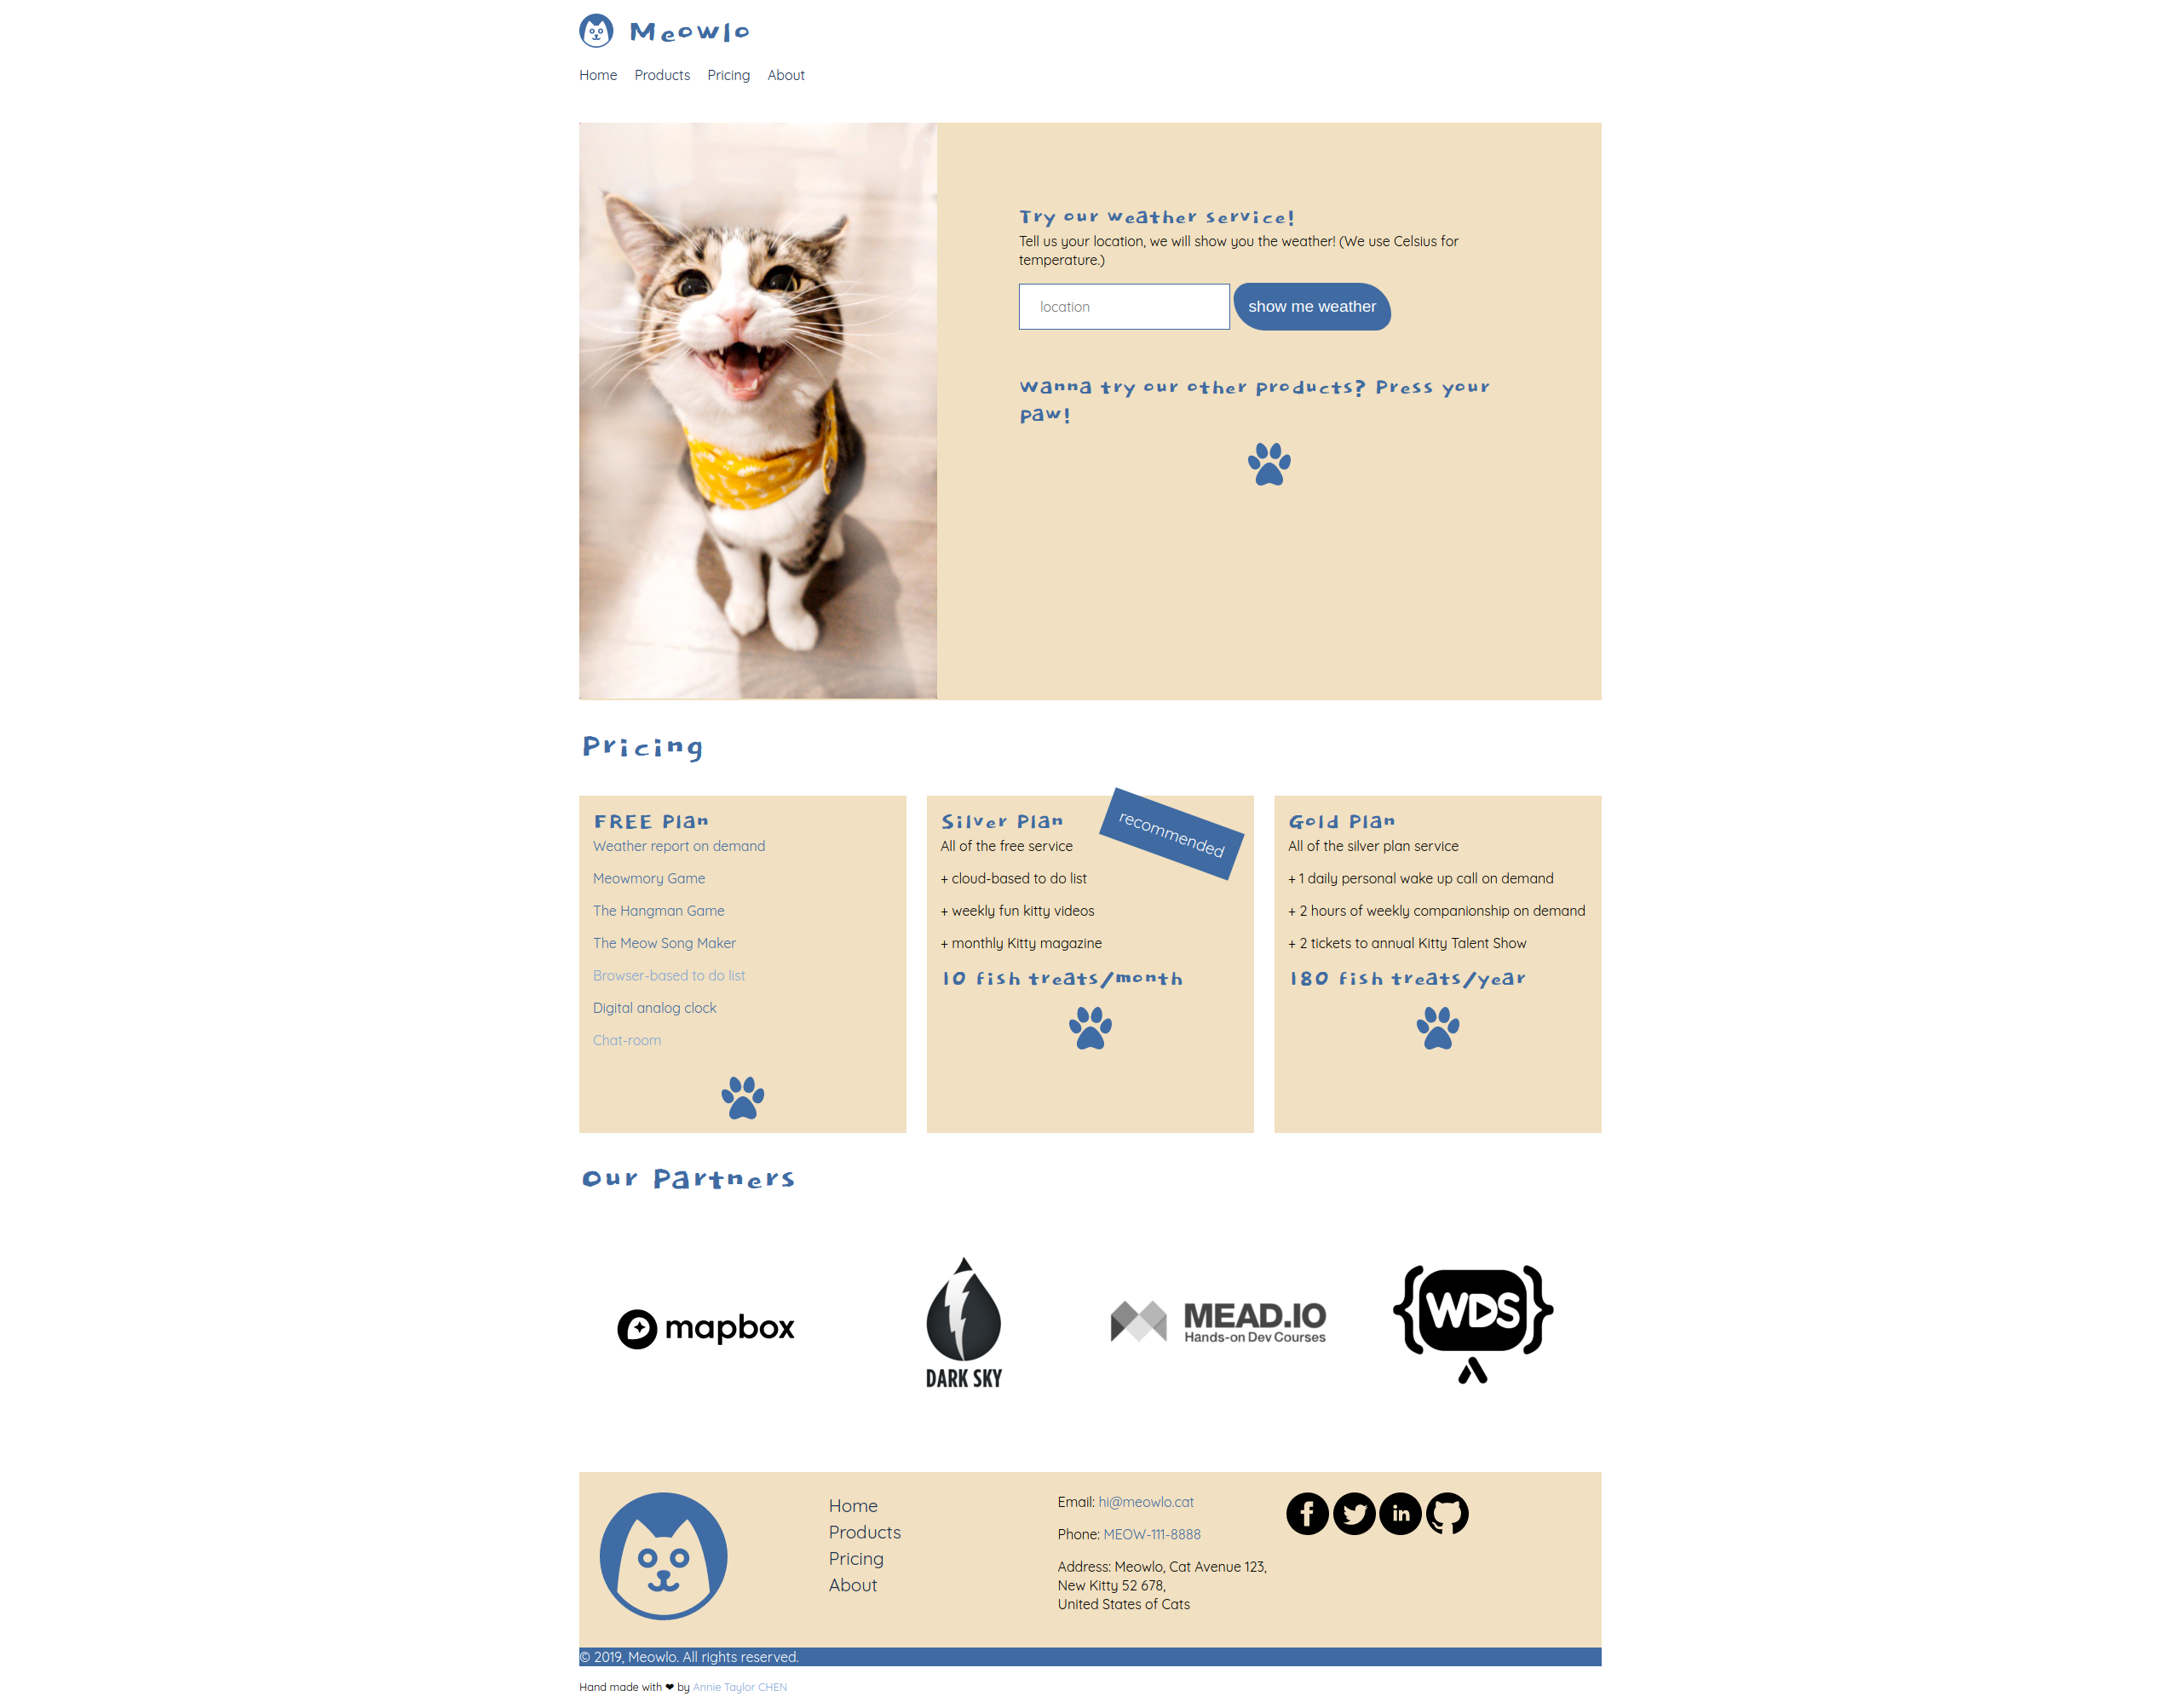 Meowlo
Home Products Pricing About
Try our weather service!
Tell us your location, we will show you the weather! (We use Celsius for
temperature.)
location show me weather
Wanna try our other products? Press your
paw!
Pricing
FREE Plan
Weather report on demand
Meowmory Game
The Hangman Game
The Meow Song Maker
Browser-based to do list
Digital analog clock
Chat-room
Silver Plan
recommended
All of the free service
+ cloud-based to do list
+ weekly fun kitty videos
+ monthly Kitty magazine
10 fish treats/month
Gold Plan
All of the silver plan service
+ 1 daily personal wake up call on demand
+ 2 hours of weekly companionship on demand
+ 2 tickets to annual Kitty Talent Show
180 fish treats/year
Our Partners
mapbox
DARK SKY
MEAD.IO
Hands-on Dev Courses
{WDS}
Home
Products
Pricing
About
Email: hi@meowlo.cat
Phone: MEOW-111-8888
Address: Meowlo, Cat Avenue 123,
New Kitty 52 678,
United States of Cats
f in
© 2019, Meowlo. All rights reserved.
Hand made with ❤ by Annie Taylor CHEN